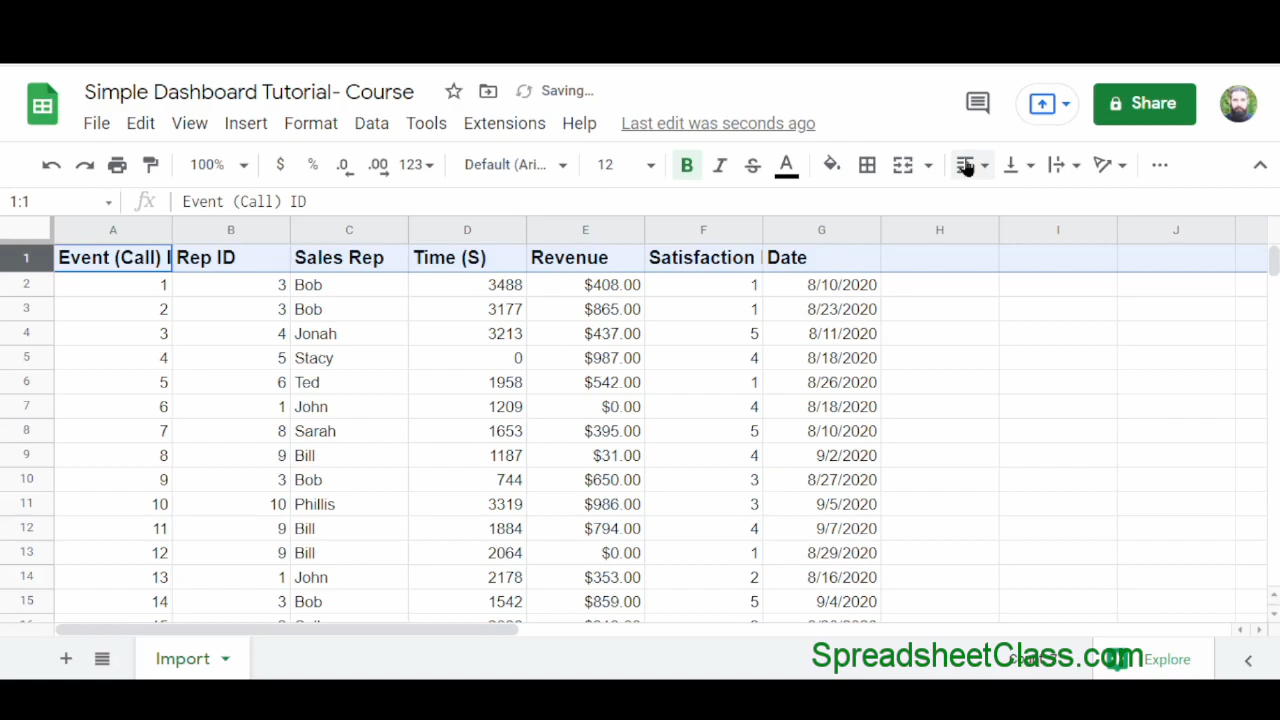 Simple Dashboard Tutorial- Course Saving...
File Edit View Insert Format Data Tools Extensions Help Last edit was seconds ago
Share
100% $ % .0 .00 123 Default (Ari... 12 B I S A
1:1 fx Event (Call) ID
A B C D E F G H I J
1 Event (Call) Rep ID Sales Rep Time (S) Revenue Satisfaction Date
2 1 3 Bob 3488 $408.00 1 8/10/2020
3 2 3 Bob 3177 $865.00 1 8/23/2020
4 3 4 Jonah 3213 $437.00 5 8/11/2020
5 4 5 Stacy 0 $987.00 4 8/18/2020
6 5 6 Ted 1958 $542.00 1 8/26/2020
7 6 1 John 1209 $0.00 4 8/18/2020
8 7 8 Sarah 1653 $395.00 5 8/10/2020
9 8 9 Bill 1187 $31.00 4 9/2/2020
10 9 3 Bob 744 $650.00 3 8/27/2020
11 10 10 Phillis 3319 $986.00 3 9/5/2020
12 11 9 Bill 1884 $794.00 4 9/7/2020
13 12 9 Bill 2064 $0.00 1 8/29/2020
14 13 1 John 2178 $353.00 2 8/16/2020
15 14 3 Bob 1542 $859.00 5 9/4/2020
Import SpreadsheetClass.com Explore